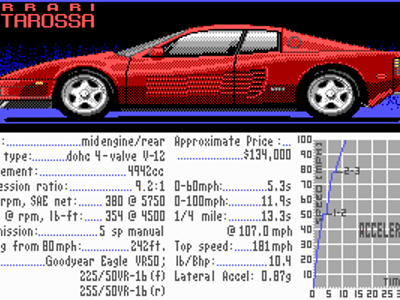 RRARI
TAROSSA
:................midengine/rear
type:........dohc 4-valve V-12
ement:................4942cc
ession ratio:..........9.2:1
rpm, SAE net:.... 380 @ 5750
@ rpm, lb-ft:.... 354 @ 4500
mission:........ 5 sp manual
g from 80mph:.........242ft.
........Goodyear Eagle VR50;
225/50VR-16 (f)
255/50VR-16 (r)
Approximate Price :..
............$134,000
0-60mph:.........5.3s
0-100mph:.......11.9s
1/4 mile:.......13.3s
@ 107.0 mph
Top speed:.....181mph
lb/Bhp:.........10.4
Lateral Accel: 0.87g
100
90
80
70
60
50
40
30
20
10
0
SPEED (MPH)
2-3
1-2
ACCELER
TIM
0 5 10 15 20